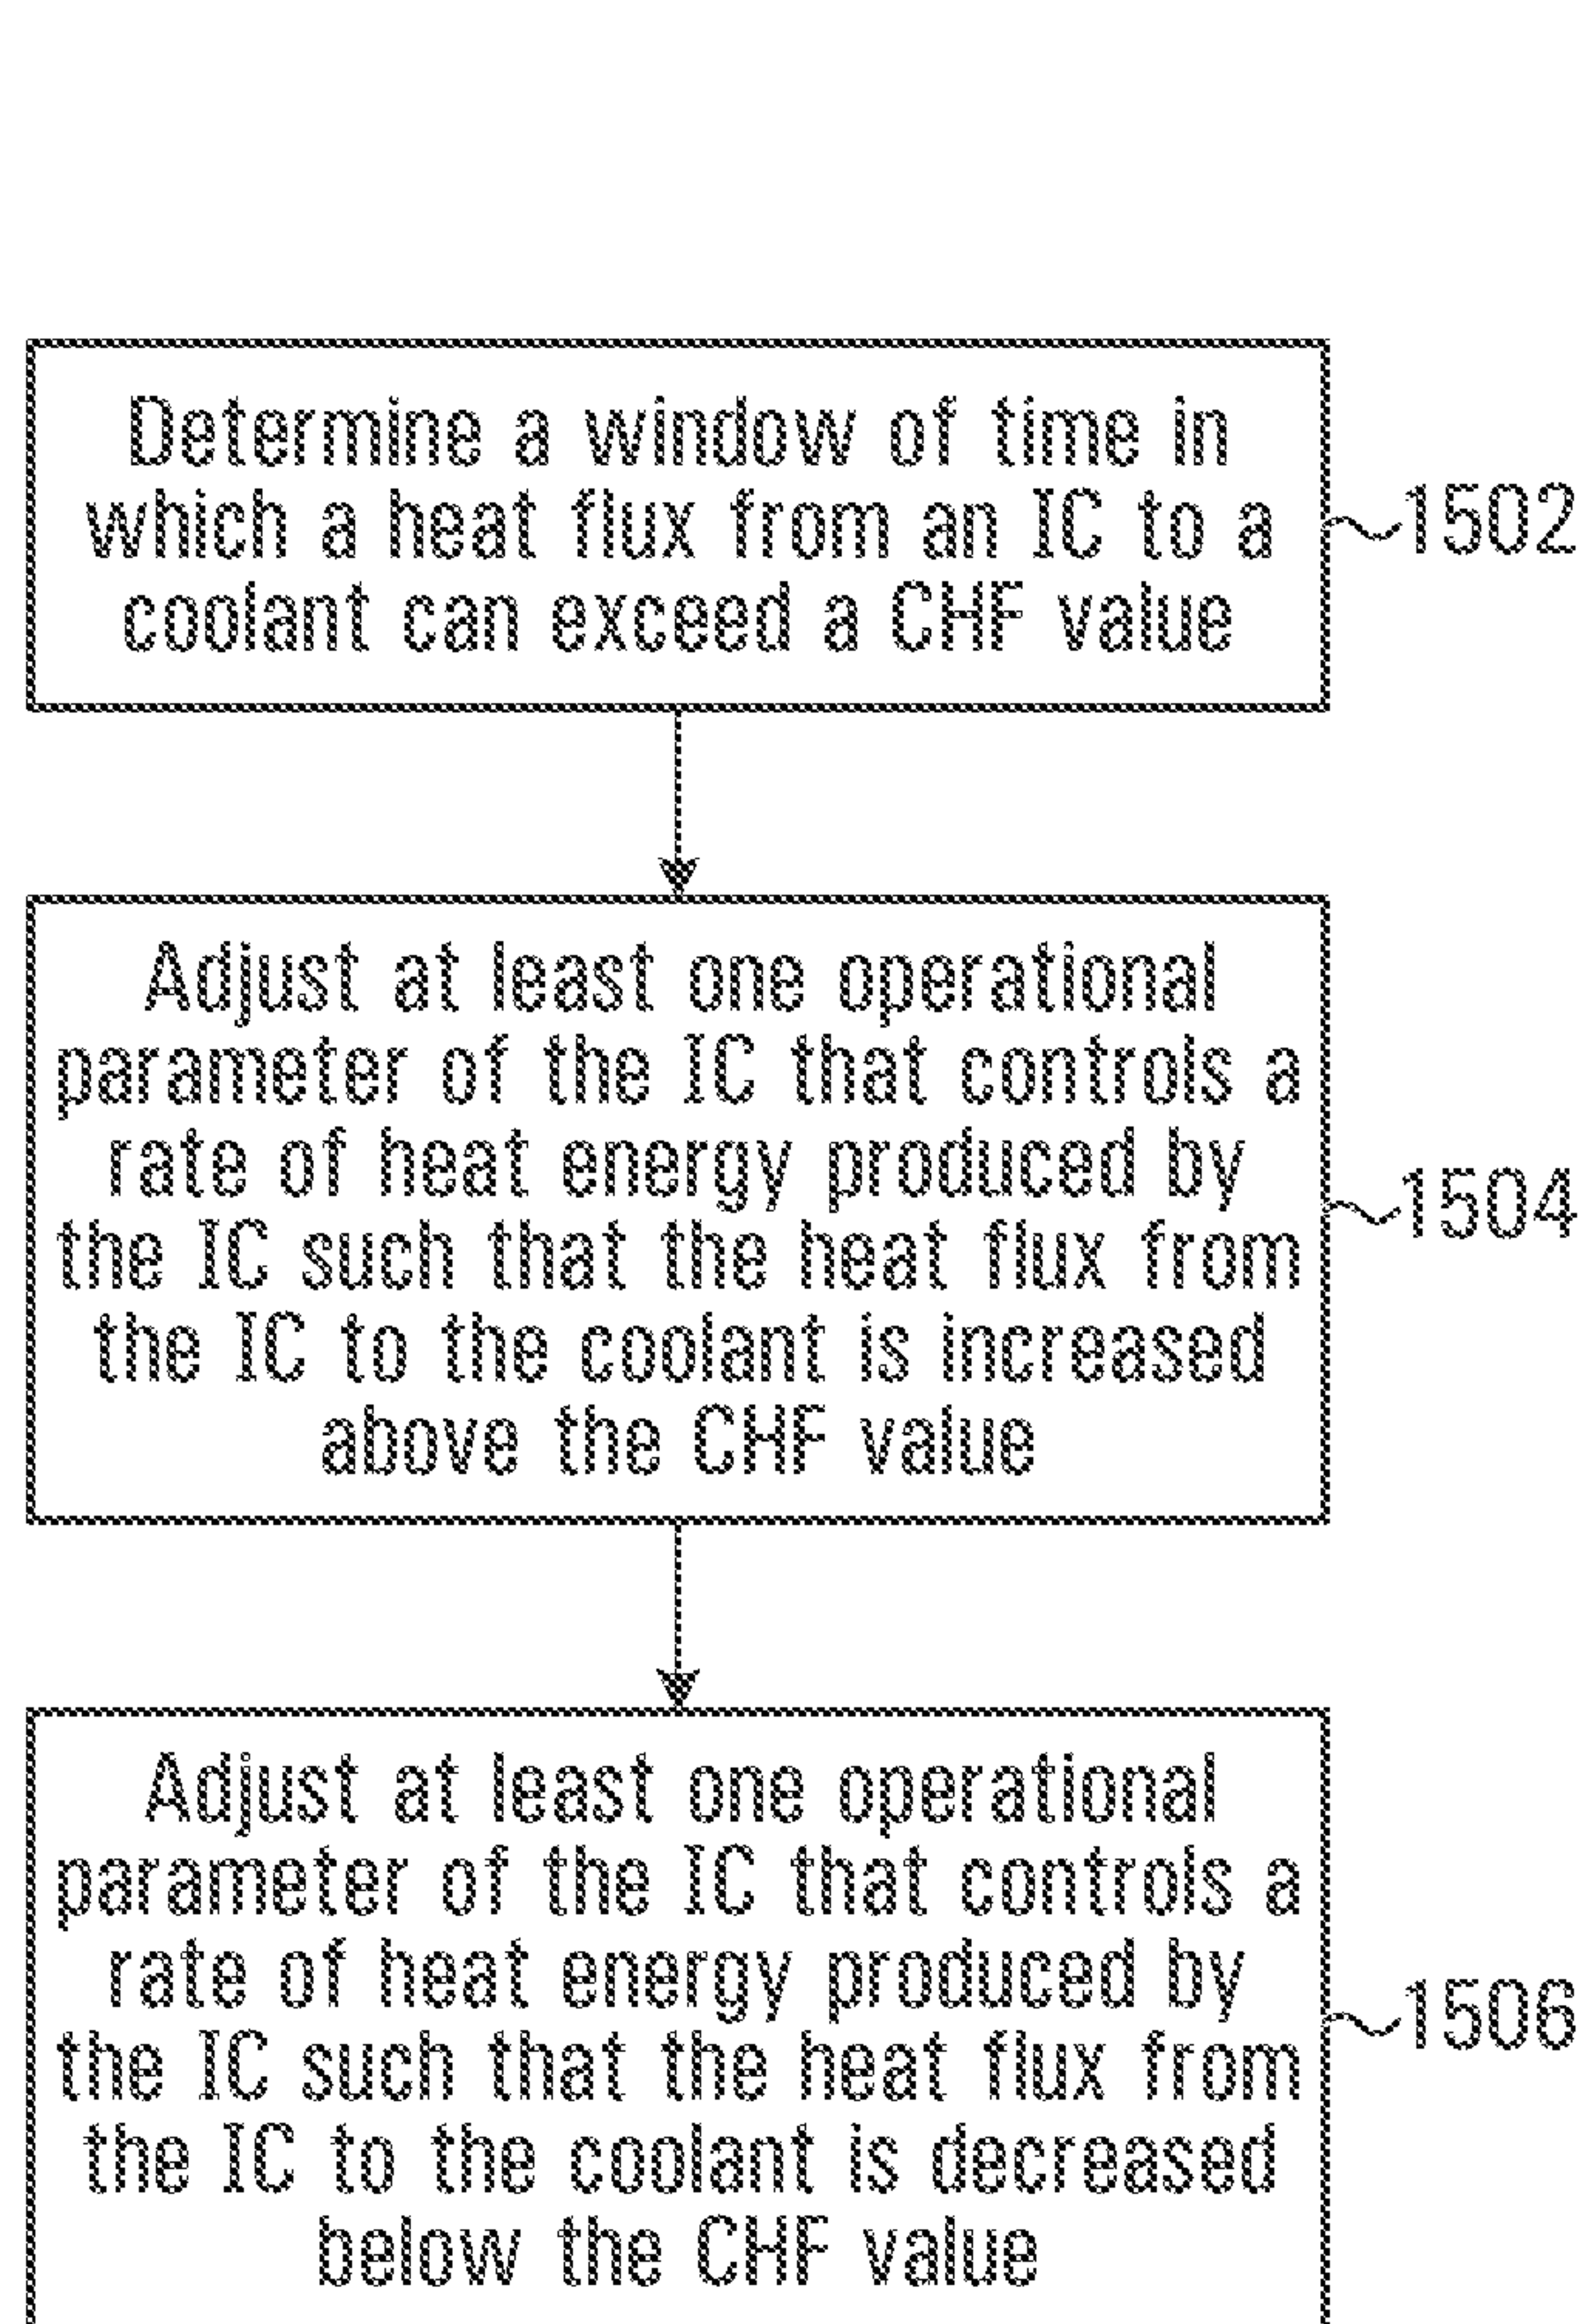 Determine a window of time in
which a heat flux from an IC to a
coolant can exceed a CHF value
1502
Adjust at least one operational
parameter of the IC that controls a
rate of heat energy produced by
the IC such that the heat flux from
the IC to the coolant is increased
above the CHF value
1504
Adjust at least one operational
parameter of the IC that controls a
rate of heat energy produced by
the IC such that the heat flux from
the IC to the coolant is decreased
below the CHF value
1506